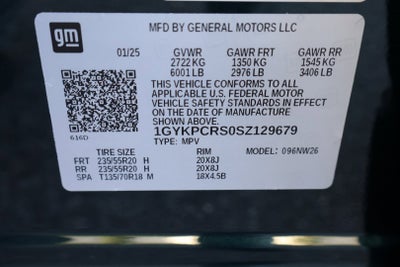 gm
MFD BY GENERAL MOTORS LLC
01/25 GVWR GAWR FRT GAWR RR
2722 KG 1350 KG 1545 KG
6001 LB 2976 LB 3406 LB
THIS VEHICLE CONFORMS TO ALL
APPLICABLE U.S. FEDERAL MOTOR
VEHICLE SAFETY STANDARDS IN EFFECT
ON THE DATE OF MANUFACTURE SHOWN ABOVE.
1GYKPCRS0SZ129679
616D TYPE: MPV MODEL: 096NW26
TIRE SIZE RIM
FRT 235/55R20 H 20X8J
RR 235/55R20 H 20X8J
SPA T135/70R18 M 18X4.5B